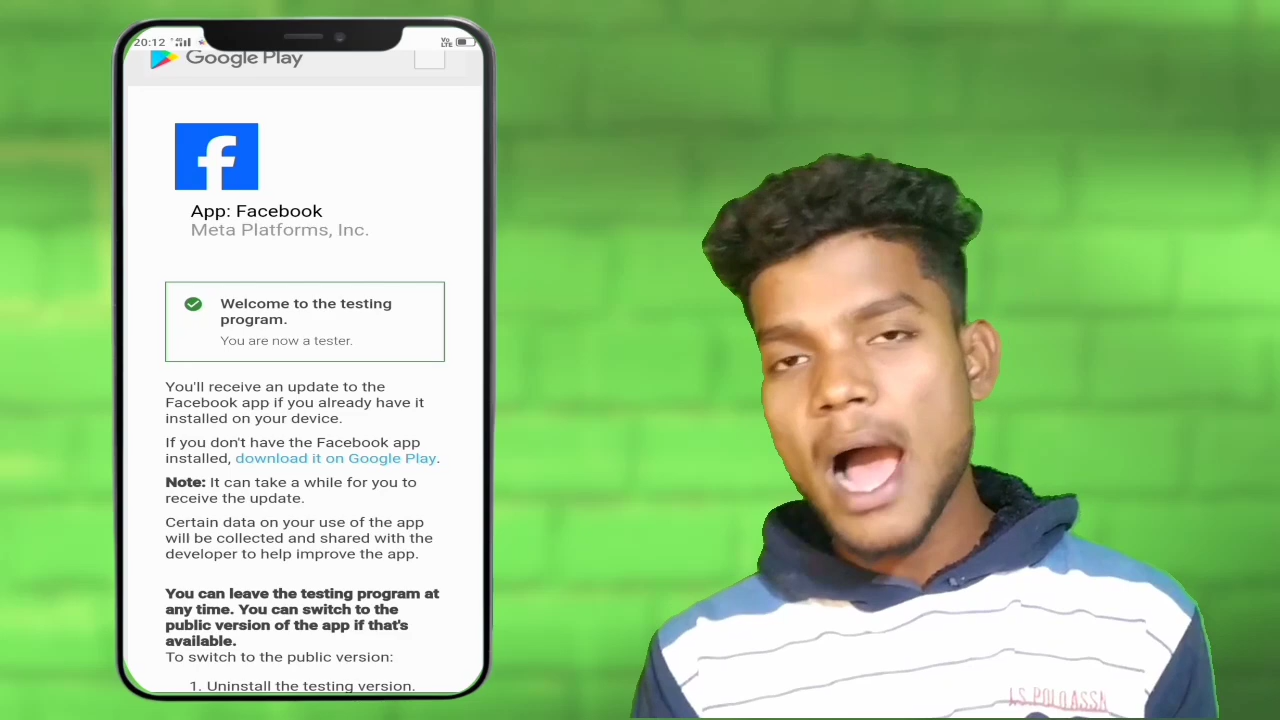 20:12
4G
Vo
LTE
Google Play
App: Facebook
Meta Platforms, Inc.
Welcome to the testing
program.
You are now a tester.
You'll receive an update to the
Facebook app if you already have it
installed on your device.
If you don't have the Facebook app
installed, download it on Google Play.
Note: It can take a while for you to
receive the update.
Certain data on your use of the app
will be collected and shared with the
developer to help improve the app.
You can leave the testing program at
any time. You can switch to the
public version of the app if that's
available.
To switch to the public version:
1. Uninstall the testing version.
U.S. POLO ASSN